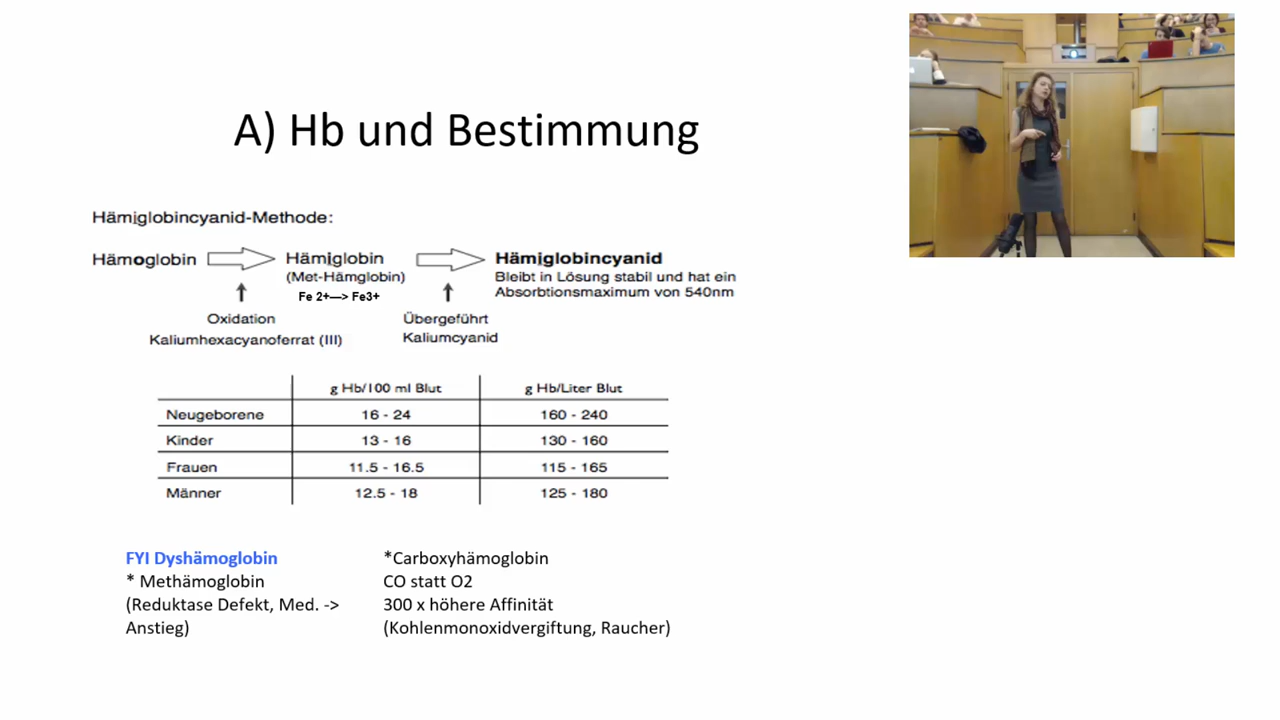 A) Hb und Bestimmung
Hämiglobincyanid-Methode:
Hämoglobin Hämiglobin Hämiglobincyanid
(Met-Hämglobin) Bleibt in Lösung stabil und hat ein
Fe 2+—> Fe3+ Absorbtionsmaximum von 540nm
Oxidation Übergeführt
Kaliumhexacyanoferrat (III) Kaliumcyanid
g Hb/100 ml Blut g Hb/Liter Blut
Neugeborene 16 - 24 160 - 240
Kinder 13 - 16 130 - 160
Frauen 11.5 - 16.5 115 - 165
Männer 12.5 - 18 125 - 180
FYI Dyshämoglobin
* Methämoglobin
(Reduktase Defekt, Med. ->
Anstieg)
*Carboxyhämoglobin
CO statt O2
300 x höhere Affinität
(Kohlenmonoxidvergiftung, Raucher)